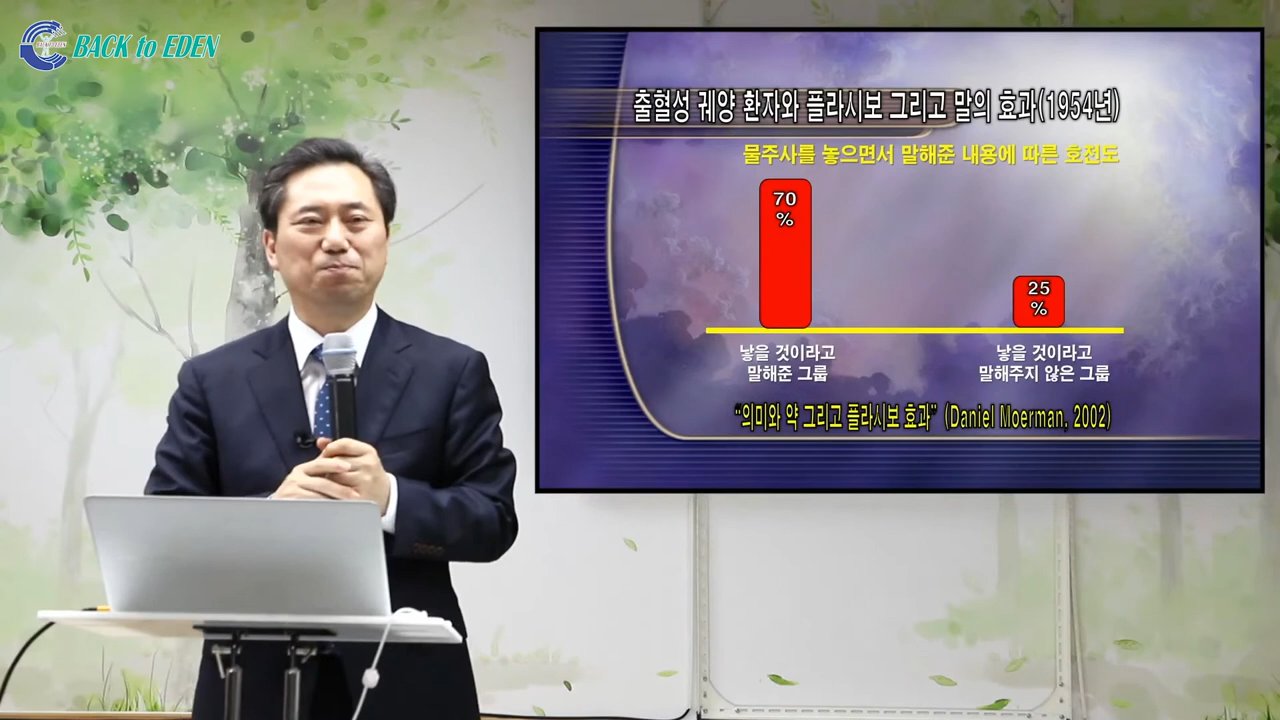 BACK to EDEN
출혈성 궤양 환자와 플라시보 그리고 말의 효과(1954년)
물주사를 놓으면서 말해준 내용에 따른 호전도
70
%
25
%
낳을 것이라고
말해준 그룹
낳을 것이라고
말해주지 않은 그룹
"의미와 약 그리고 플라시보 효과" (Daniel Moerman, 2002)